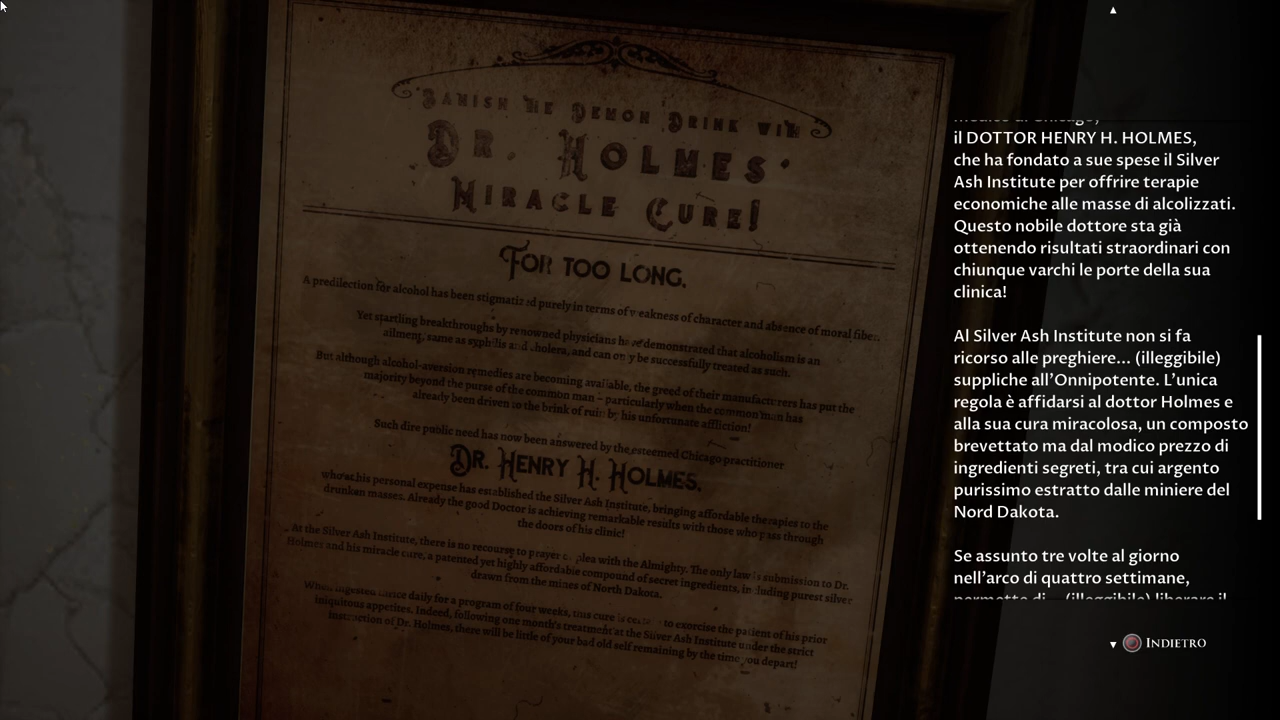 BANISH THE DEMON DRINK WITH
DR. HOLMES'
MIRACLE CURE!
FOR TOO LONG,
A predilection for alcohol has been stigmatized purely in terms of weakness of character and absence of moral fiber.
Yet startling breakthroughs by renowned physicians have demonstrated that alcoholism is an
ailment, same as syphilis and cholera, and can only be successfully treated as such.
But although alcohol-aversion remedies are becoming available, the greed of their manufacturers has put the
majority beyond the purse of the common man – particularly when the common man has
already been driven to the brink of ruin by his unfortunate affliction!
Such dire public need has now been answered by the esteemed Chicago practitioner
DR. HENRY H. HOLMES,
who at his personal expense has established the Silver Ash Institute, bringing affordable therapies to the
drunken masses. Already the good Doctor is achieving remarkable results with those who pass through
the doors of his clinic!
At the Silver Ash Institute, there is no recourse to prayer plea with the Almighty. The only law is submission to Dr.
Holmes and his miracle cure, a patented yet highly affordable compound of secret ingredients, including purest silver
drawn from the mines of North Dakota.
When ingested thrice daily for a program of four weeks, this cure is to exorcise the patient of his prior
iniquitous appetites. Indeed, following one month's treatment at the Silver Ash Institute under the strict
instruction of Dr. Holmes, there will be little of your bad old self remaining by the time you depart!
medico di Chicago,
il DOTTOR HENRY H. HOLMES,
che ha fondato a sue spese il Silver
Ash Institute per offrire terapie
economiche alle masse di alcolizzati.
Questo nobile dottore sta già
ottenendo risultati straordinari con
chiunque varchi le porte della sua
clinica!
Al Silver Ash Institute non si fa
ricorso alle preghiere... (illeggibile)
suppliche all'Onnipotente. L'unica
regola è affidarsi al dottor Holmes e
alla sua cura miracolosa, un composto
brevettato ma dal modico prezzo di
ingredienti segreti, tra cui argento
purissimo estratto dalle miniere del
Nord Dakota.
Se assunto tre volte al giorno
nell'arco di quattro settimane,
permette di... (illeggibile) liberare il
INDIETRO